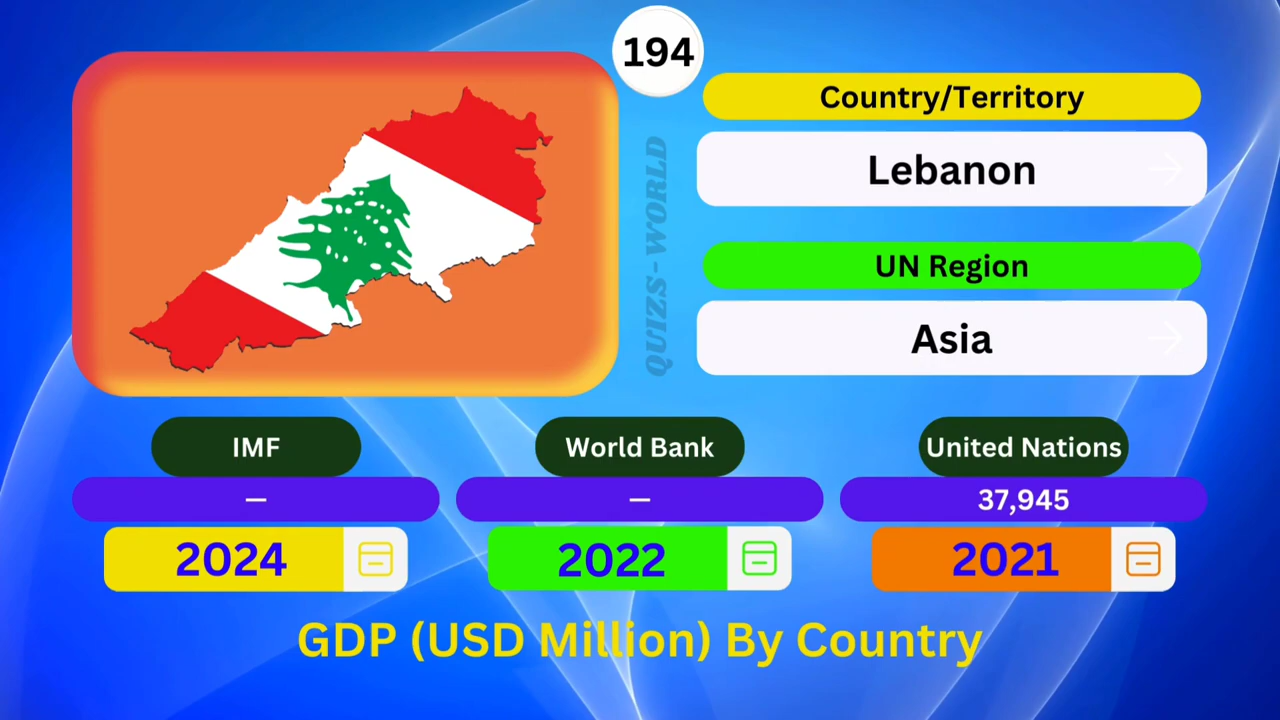 194
Country/Territory
Lebanon
UN Region
Asia
QUIZS-WORLD
IMF
World Bank
United Nations
—
—
37,945
2024
2022
2021
GDP (USD Million) By Country